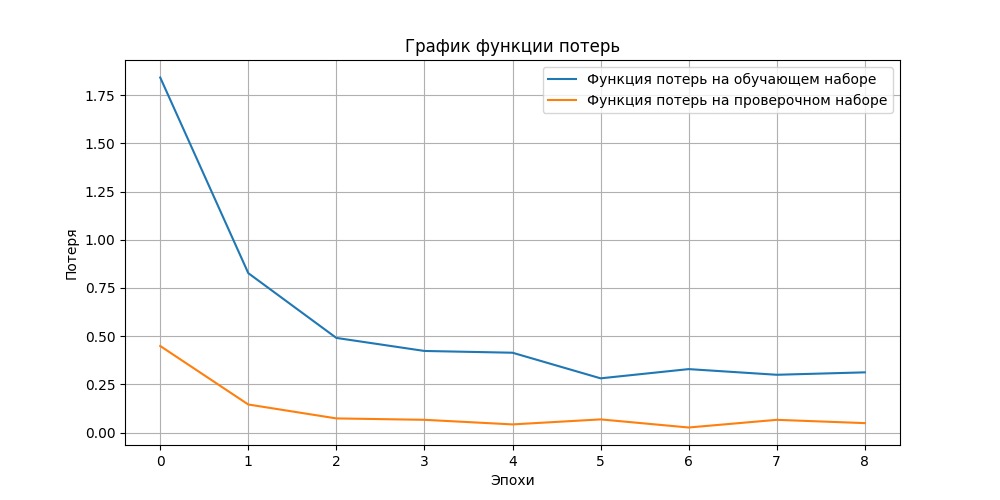 График функции потерь
Функция потерь на обучающем наборе
Функция потерь на проверочном наборе
Потеря
1.75
1.50
1.25
1.00
0.75
0.50
0.25
0.00
0 1 2 3 4 5 6 7 8
Эпохи